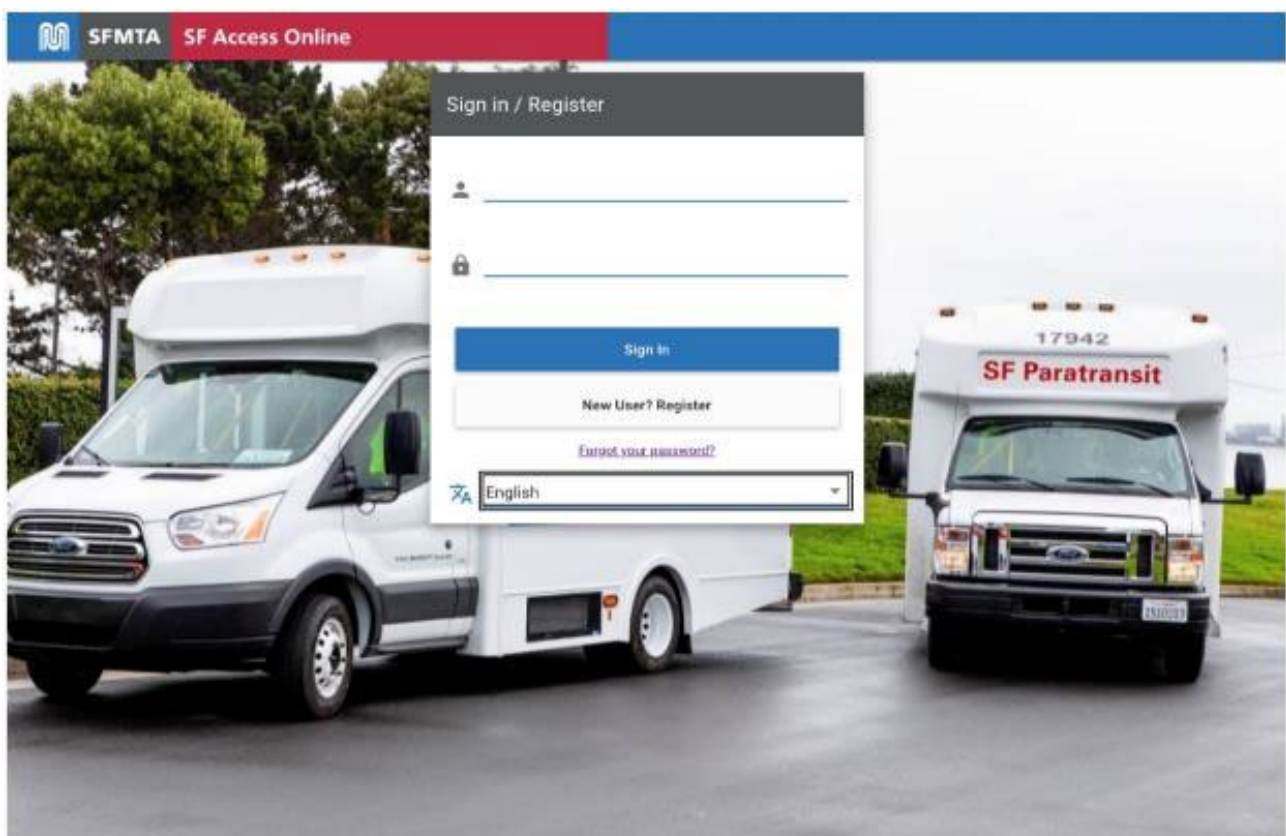 SFMTA SF Access Online
Sign in / Register
Sign In
New User? Register
Forgot your password?
English
17942
SF Paratransit